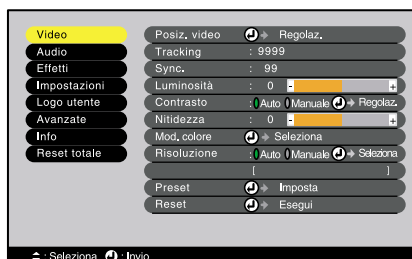 Video
Audio
Effetti
Impostazioni
Logo utente
Avanzate
Info
Reset totale
Posiz. video Regolaz.
Tracking : 9999
Sync. : 99
Luminosità : 0 - +
Contrasto : Auto Manuale Regolaz.
Nitidezza : 0 - +
Mod. colore Seleziona
Risoluzione : Auto Manuale Seleziona
[ ]
Preset Imposta
Reset Esegui
: Seleziona : Invio